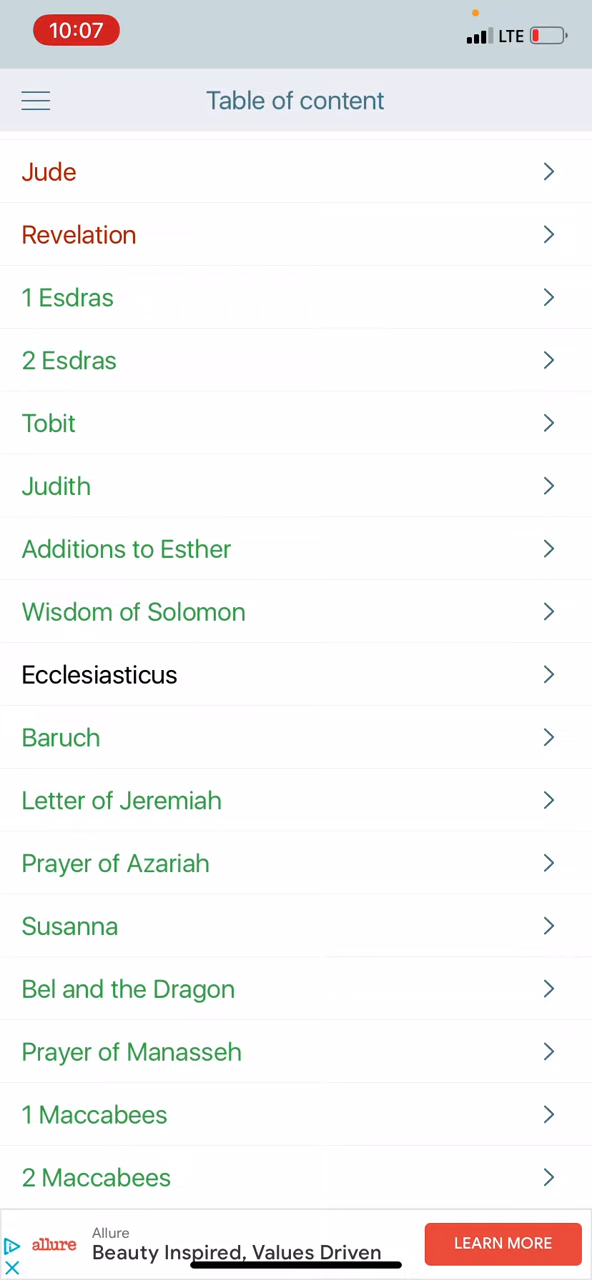 10:07
LTE
Table of content
Jude
Revelation
1 Esdras
2 Esdras
Tobit
Judith
Additions to Esther
Wisdom of Solomon
Ecclesiasticus
Baruch
Letter of Jeremiah
Prayer of Azariah
Susanna
Bel and the Dragon
Prayer of Manasseh
1 Maccabees
2 Maccabees
allure
Allure
Beauty Inspired, Values Driven
LEARN MORE